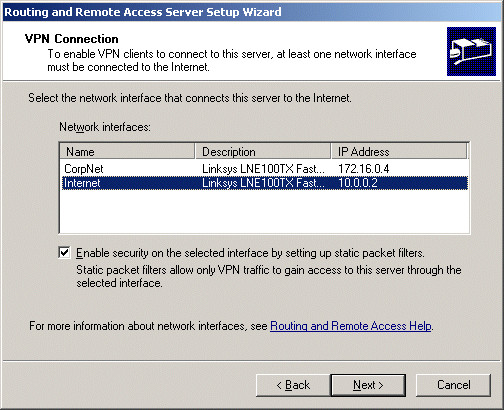 Routing and Remote Access Server Setup Wizard
VPN Connection
To enable VPN clients to connect to this server, at least one network interface
must be connected to the Internet.
Select the network interface that connects this server to the Internet.
Network interfaces:
Name Description IP Address
CorpNet Linksys LNE100TX Fast... 172.16.0.4
Internet Linksys LNE100TX Fast... 10.0.0.2
Enable security on the selected interface by setting up static packet filters.
Static packet filters allow only VPN traffic to gain access to this server through the
selected interface.
For more information about network interfaces, see Routing and Remote Access Help.
< Back Next > Cancel